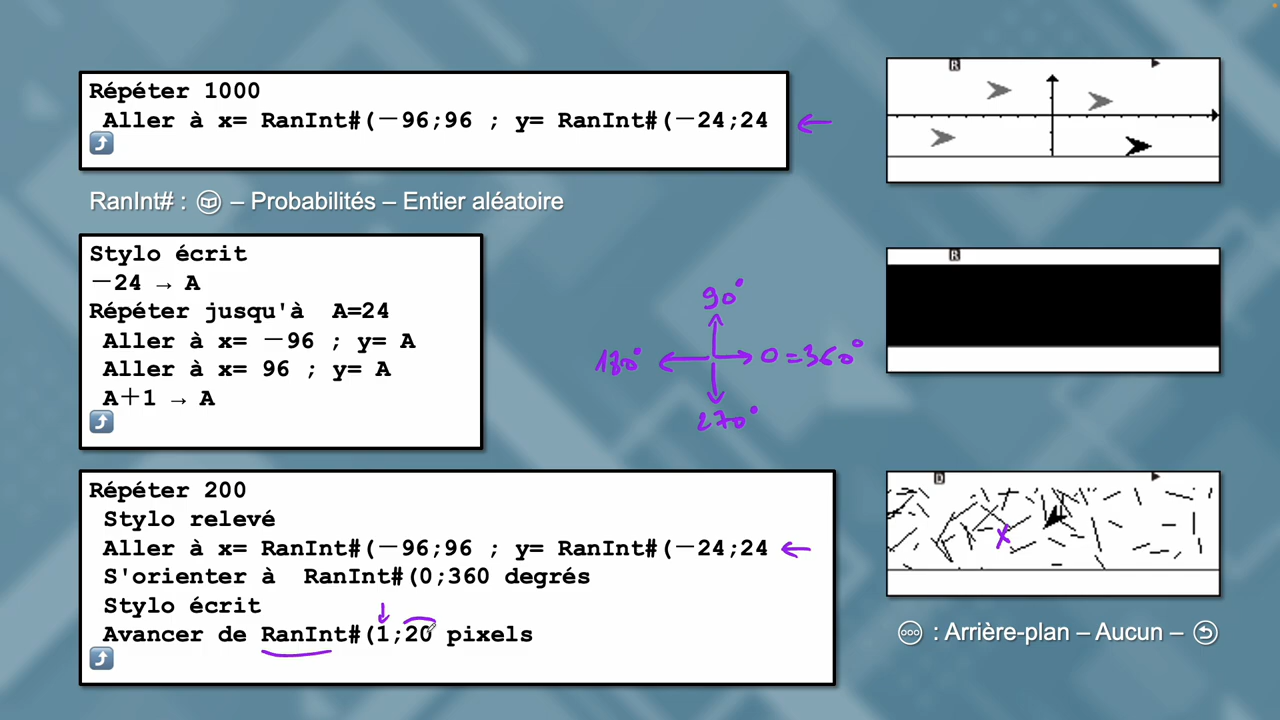 Répéter 1000
Aller à x= RanInt#(−96;96 ; y= RanInt#(−24;24 ←
⤴
R
RanInt# : – Probabilités – Entier aléatoire
Stylo écrit
−24 → A
Répéter jusqu'à A=24
Aller à x= −96 ; y= A
Aller à x= 96 ; y= A
A+1 → A
⤴
90°
180°
0=360°
270°
R
Répéter 200
Stylo relevé
Aller à x= RanInt#(−96;96 ; y= RanInt#(−24;24 ←
S'orienter à RanInt#(0;360 degrés
Stylo écrit
Avancer de RanInt#(1;20 pixels
⤴
D
x
: Arrière-plan – Aucun –